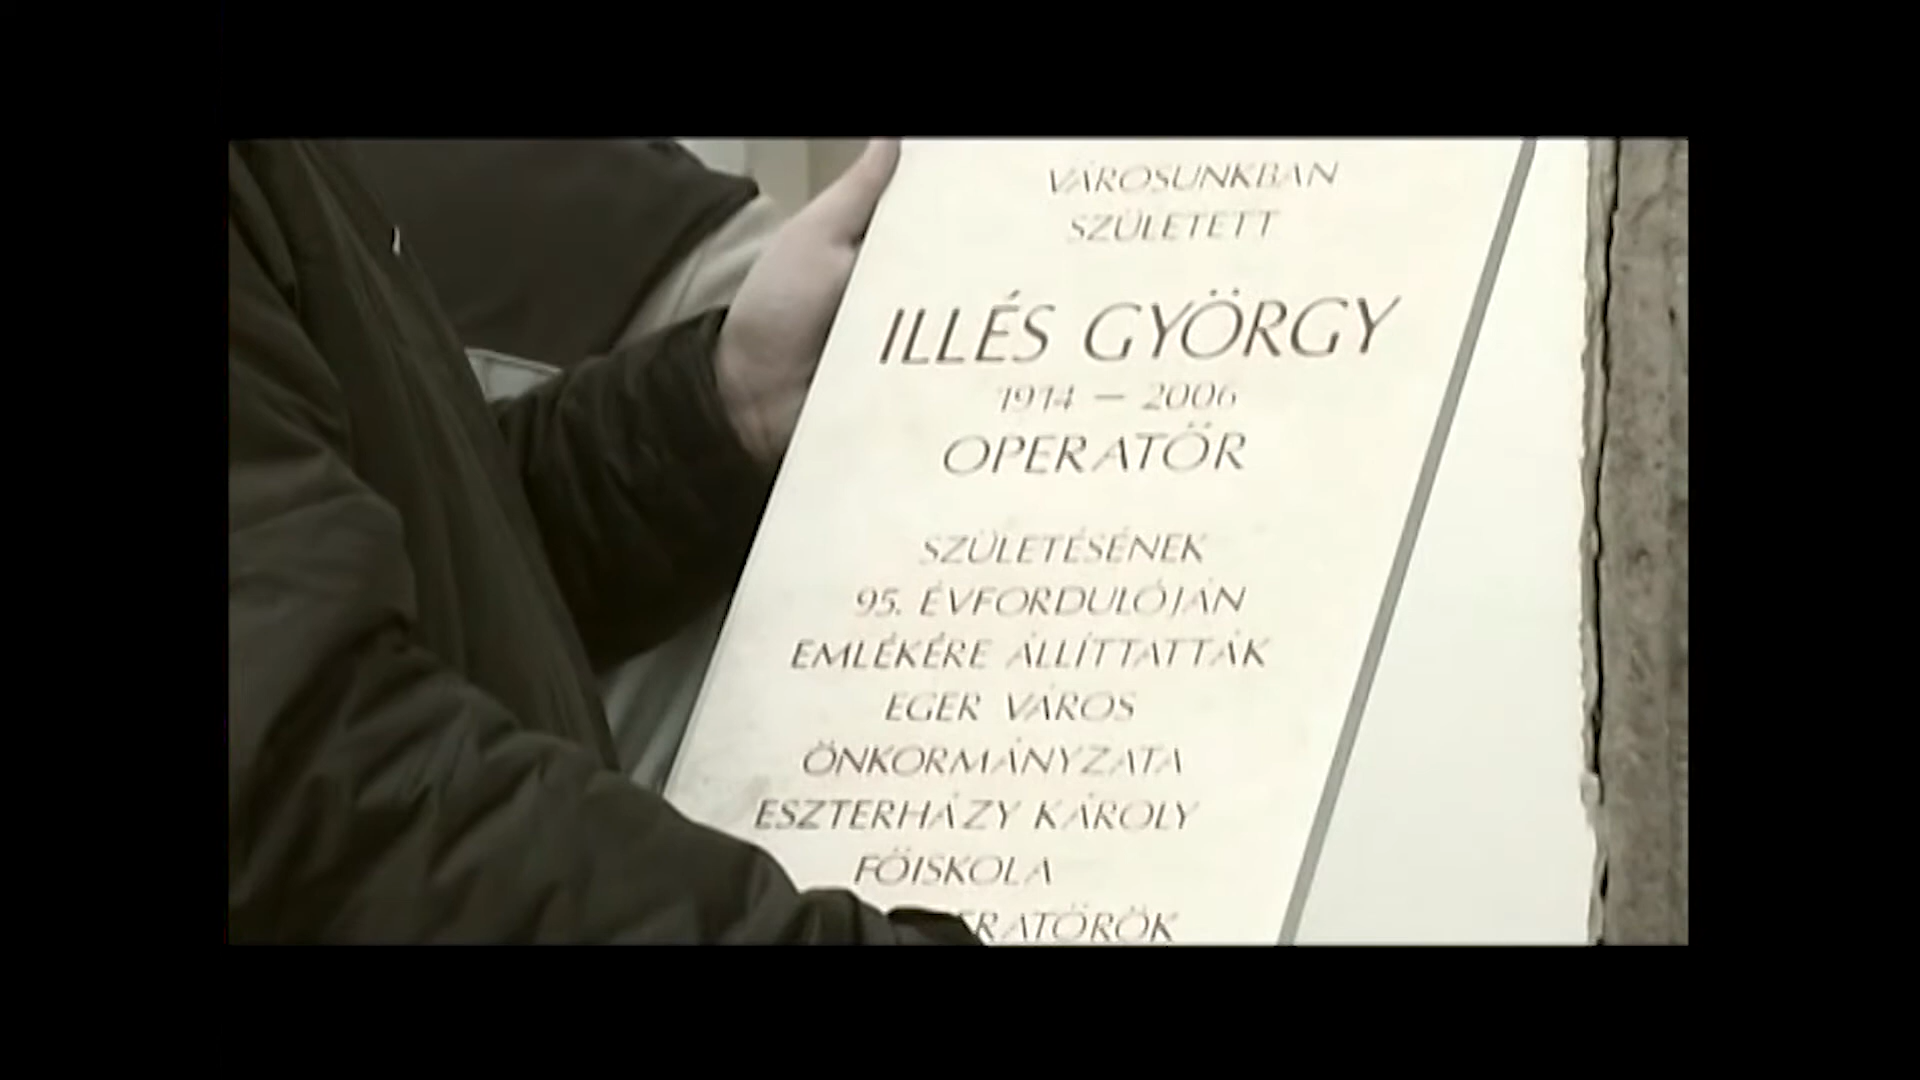 VÁROSUNKBAN
SZÜLETETT
ILLÉS GYÖRGY
1914 – 2006
OPERATŐR
SZÜLETÉSÉNEK
95. ÉVFORDULÓJÁN
EMLÉKÉRE ÁLLÍTTATTÁK
EGER VÁROS
ÖNKORMÁNYZATA
ESZTERHÁZY KÁROLY
FŐISKOLA